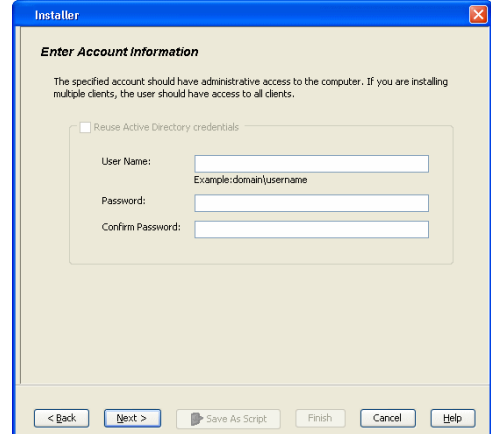 Installer
Enter Account Information
The specified account should have administrative access to the computer. If you are installing
multiple clients, the user should have access to all clients.
Reuse Active Directory credentials
User Name:
Example:domain\username
Password:
Confirm Password:
< Back Next > Save As Script Finish Cancel Help